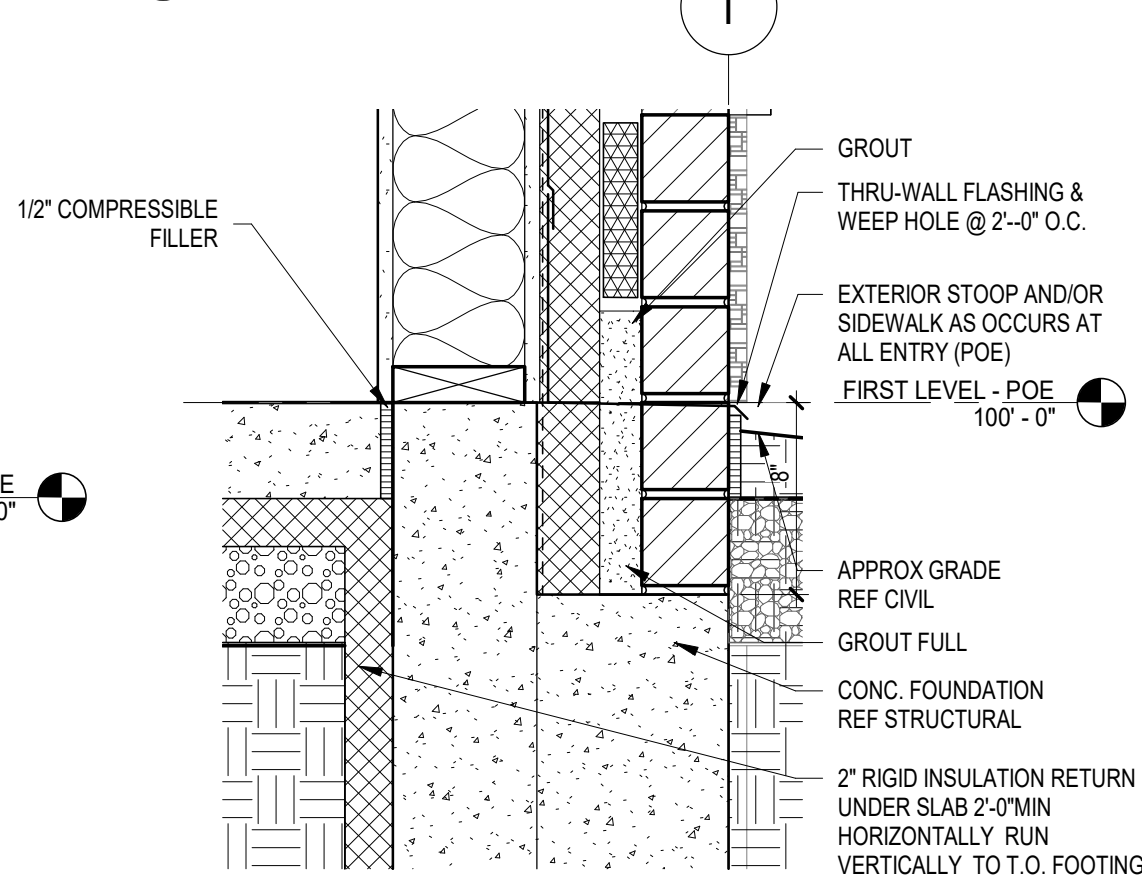 1
1/2" COMPRESSIBLE
FILLER
GROUT
THRU-WALL FLASHING &
WEEP HOLE @ 2'--0" O.C.
EXTERIOR STOOP AND/OR
SIDEWALK AS OCCURS AT
ALL ENTRY (POE)
FIRST LEVEL - POE
100' - 0"
E
0"
8"
APPROX GRADE
REF CIVIL
GROUT FULL
CONC. FOUNDATION
REF STRUCTURAL
2" RIGID INSULATION RETURN
UNDER SLAB 2'-0"MIN
HORIZONTALLY RUN
VERTICALLY TO T.O. FOOTING